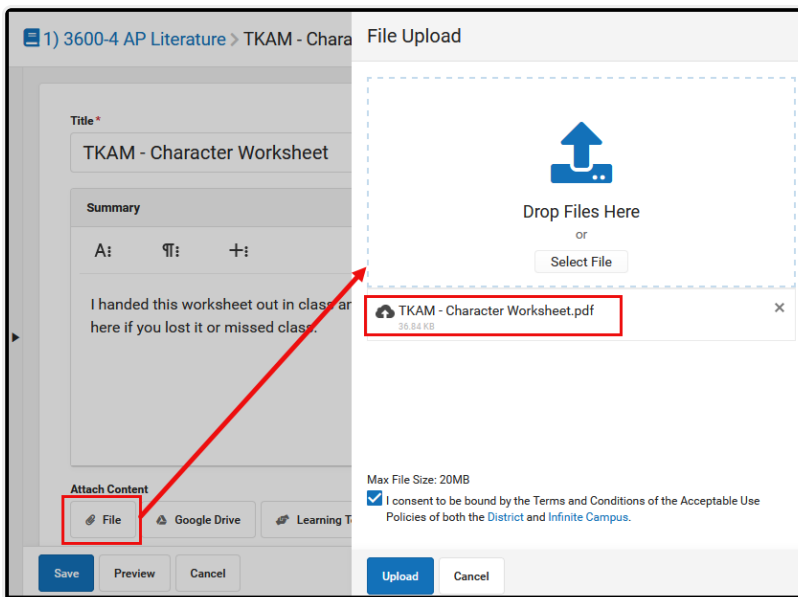 1) 3600-4 AP Literature > TKAM - Chara
Title *
TKAM - Character Worksheet
Summary
A
I handed this worksheet out in class
here if you lost it or missed class.
Attach Content
File
Google Drive
Learning
Save
Preview
Cancel
File Upload
Drop Files Here
or
Select File
TKAM - Character Worksheet.pdf
36.84 KB
Max File Size: 20MB
I consent to be bound by the Terms and Conditions of the Acceptable Use
Policies of both the District and Infinite Campus.
Upload
Cancel